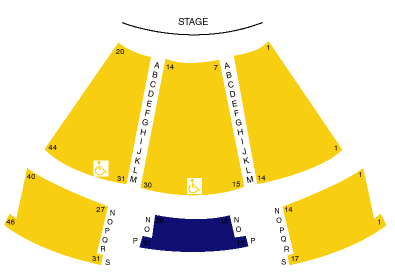 STAGE
20 1
A 14 7 A
B B
C C
D D
E E
F F
G G
H H
I I
J J
K K
44 L L 1
31 M 30 15 M 14
40 1
27 N N N N 14
O O O O
46 P P P P 1
Q Q
R R
31 S S 17